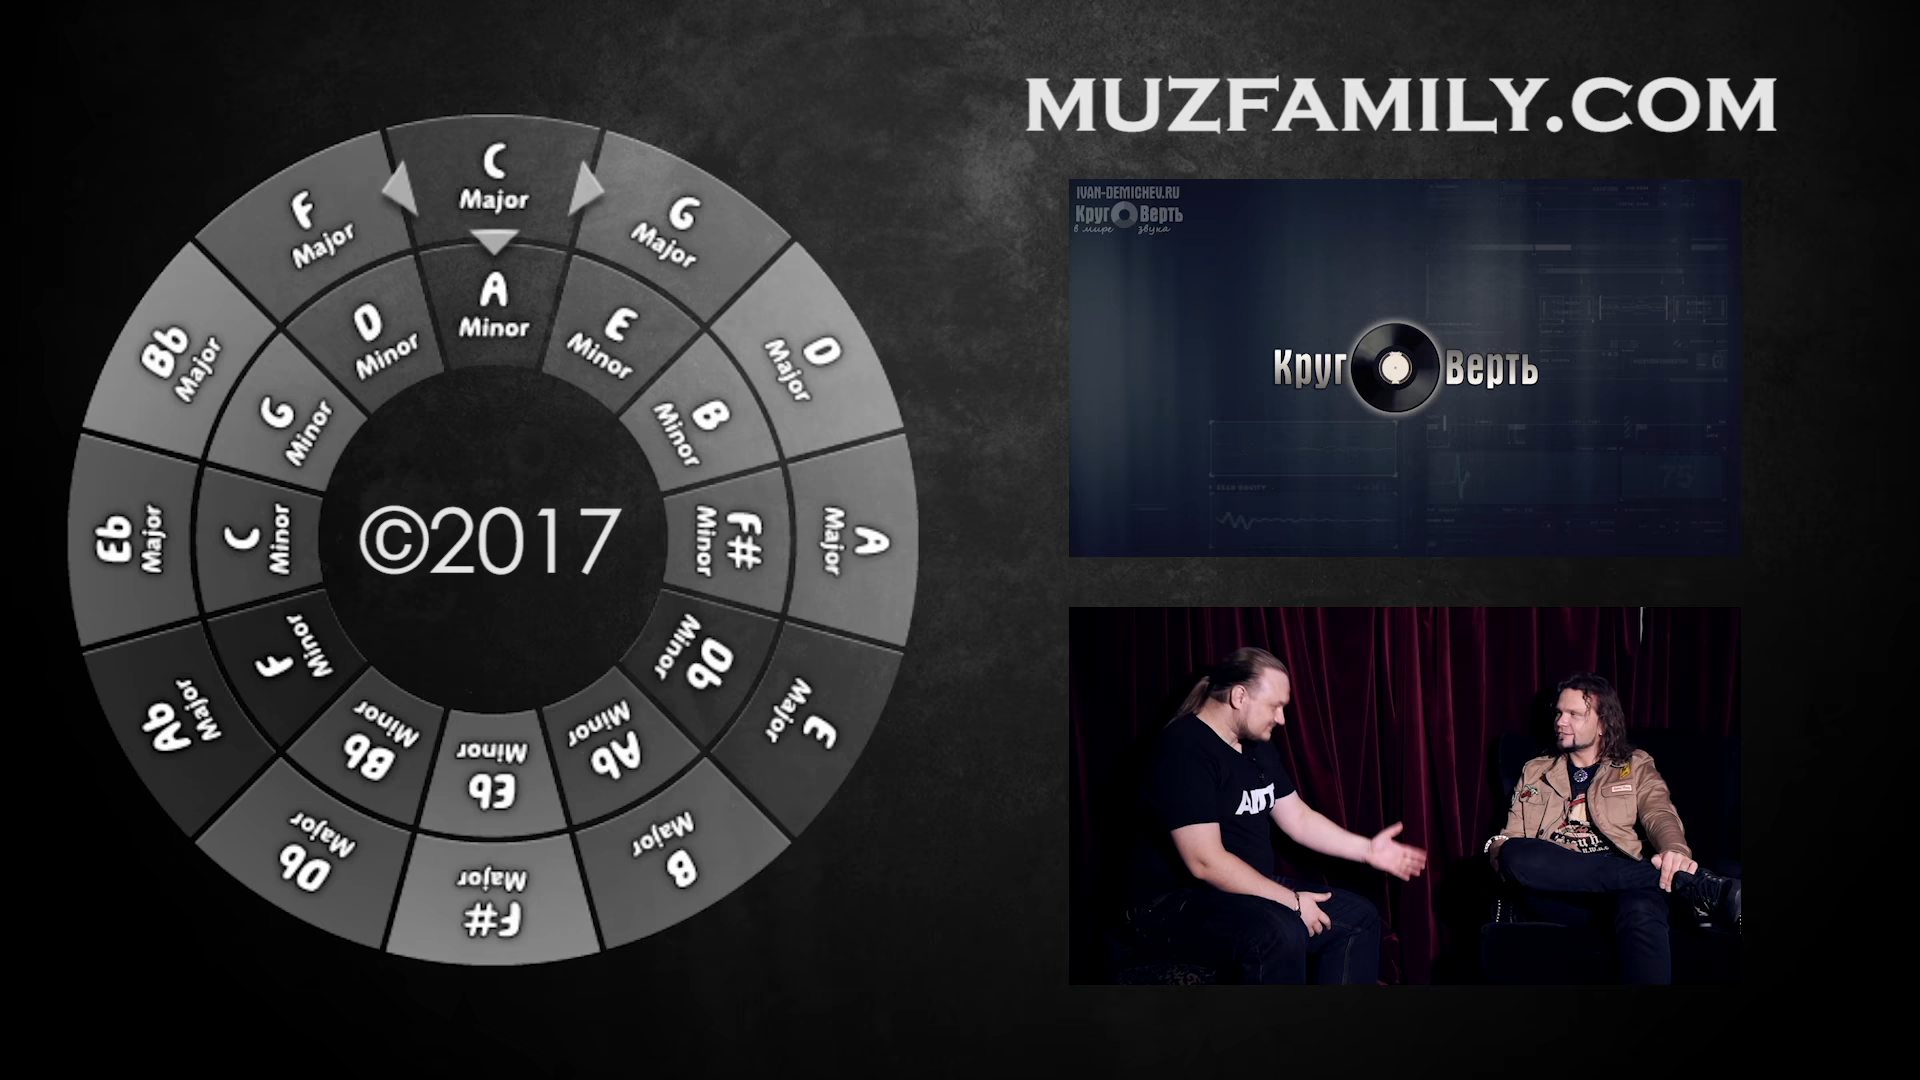 MUZFAMILY.COM
C
Major
G
Major
D
Major
A
Major
E
Major
B
Major
F#
Major
Db
Major
Ab
Major
Eb
Major
Bb
Major
F
Major
A
Minor
E
Minor
B
Minor
F#
Minor
Db
Minor
Ab
Minor
Eb
Minor
Bb
Minor
F
Minor
C
Minor
G
Minor
D
Minor
©2017
IVAN-DEMICHEV.RU
Круг Верть
в мире звука
Круг Верть
75